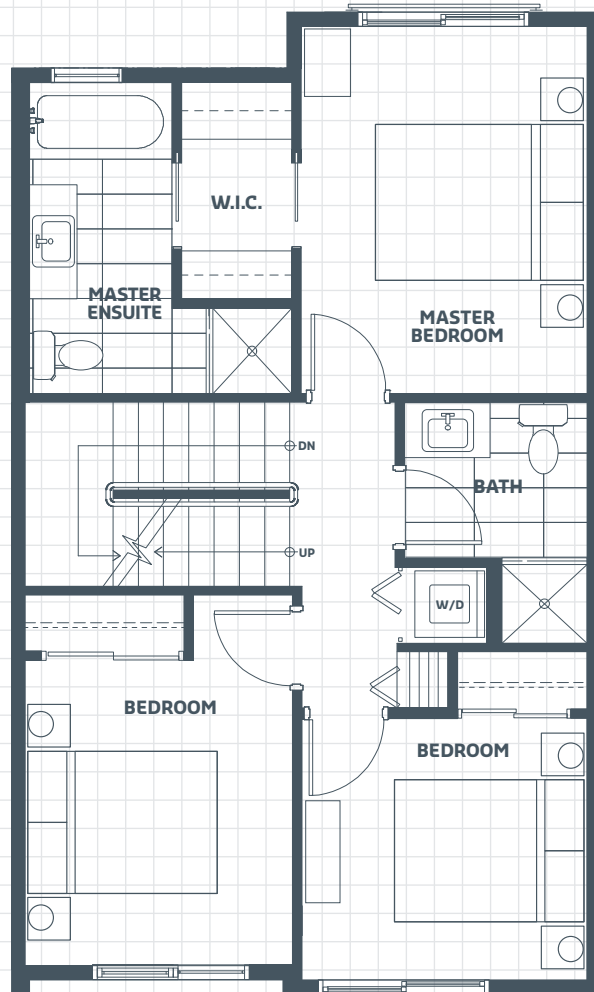 W.I.C.
MASTER
ENSUITE
MASTER
BEDROOM
DN
BATH
UP
W/D
BEDROOM
BEDROOM